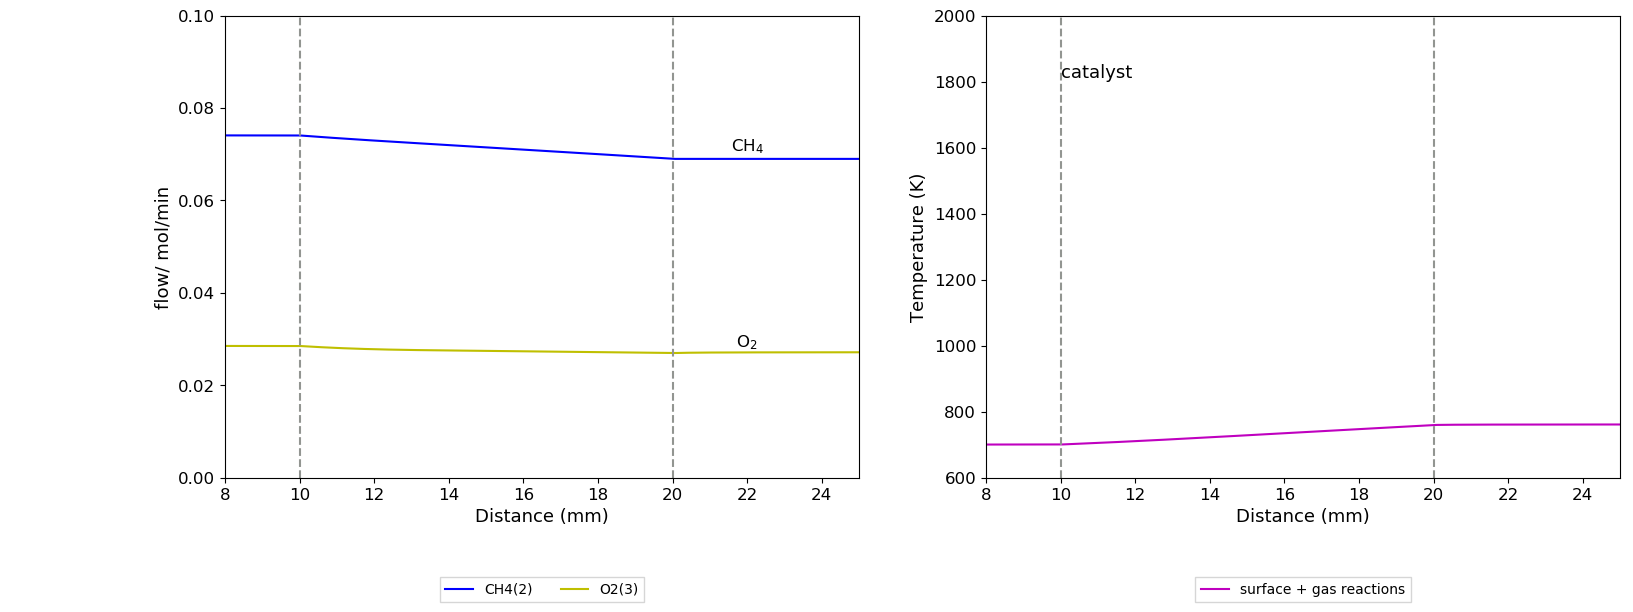 0.10
0.08
0.06
0.04
0.02
0.00
flow/ mol/min
CH₄
O₂
8 10 12 14 16 18 20 22 24
Distance (mm)
CH4(2) O2(3)
2000
1800
1600
1400
1200
1000
800
600
Temperature (K)
catalyst
8 10 12 14 16 18 20 22 24
Distance (mm)
surface + gas reactions